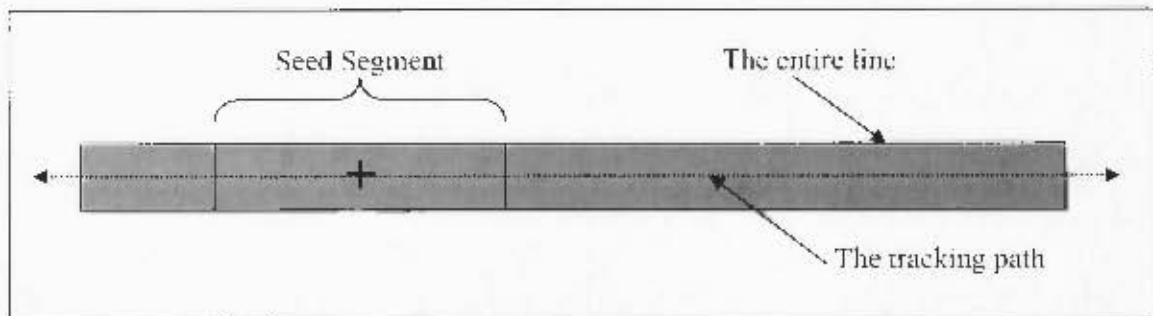 Seed Segment
The entire line
The tracking path